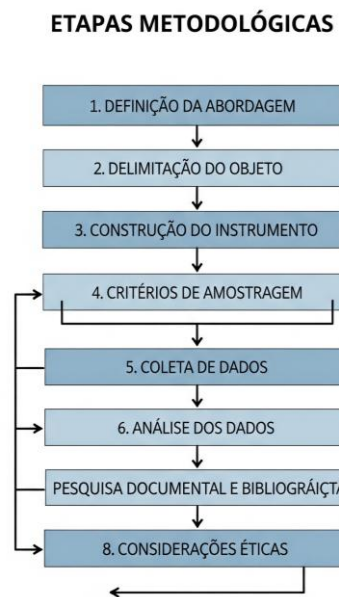 ETAPAS METODOLÓGICAS
1. DEFINIÇÃO DA ABORDAGEM
2. DELIMITAÇÃO DO OBJETO
3. CONSTRUÇÃO DO INSTRUMENTO
4. CRITÉRIOS DE AMOSTRAGEM
5. COLETA DE DADOS
6. ANÁLISE DOS DADOS
PESQUISA DOCUMENTAL E BIBLIOGRÁIÇTA
8. CONSIDERAÇÕES ÉTICAS